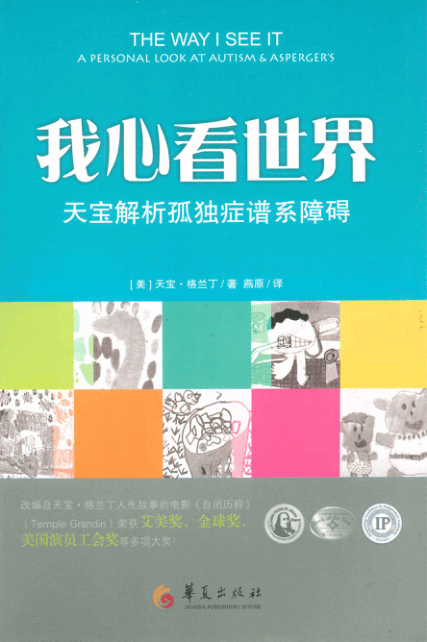 THE WAY I SEE IT
A PERSONAL LOOK AT AUTISM & ASPERGER'S
我心看世界
天宝解析孤独症谱系障碍
[美]天宝·格兰丁/著 燕原/译
改编自天宝·格兰丁人生故事的电影《自闭历程》
(Temple Grandin)荣获艾美奖、金球奖、
美国演员工会奖等多项大奖!
IP
华夏出版社
HUAXIA PUBLISHING HOUSE